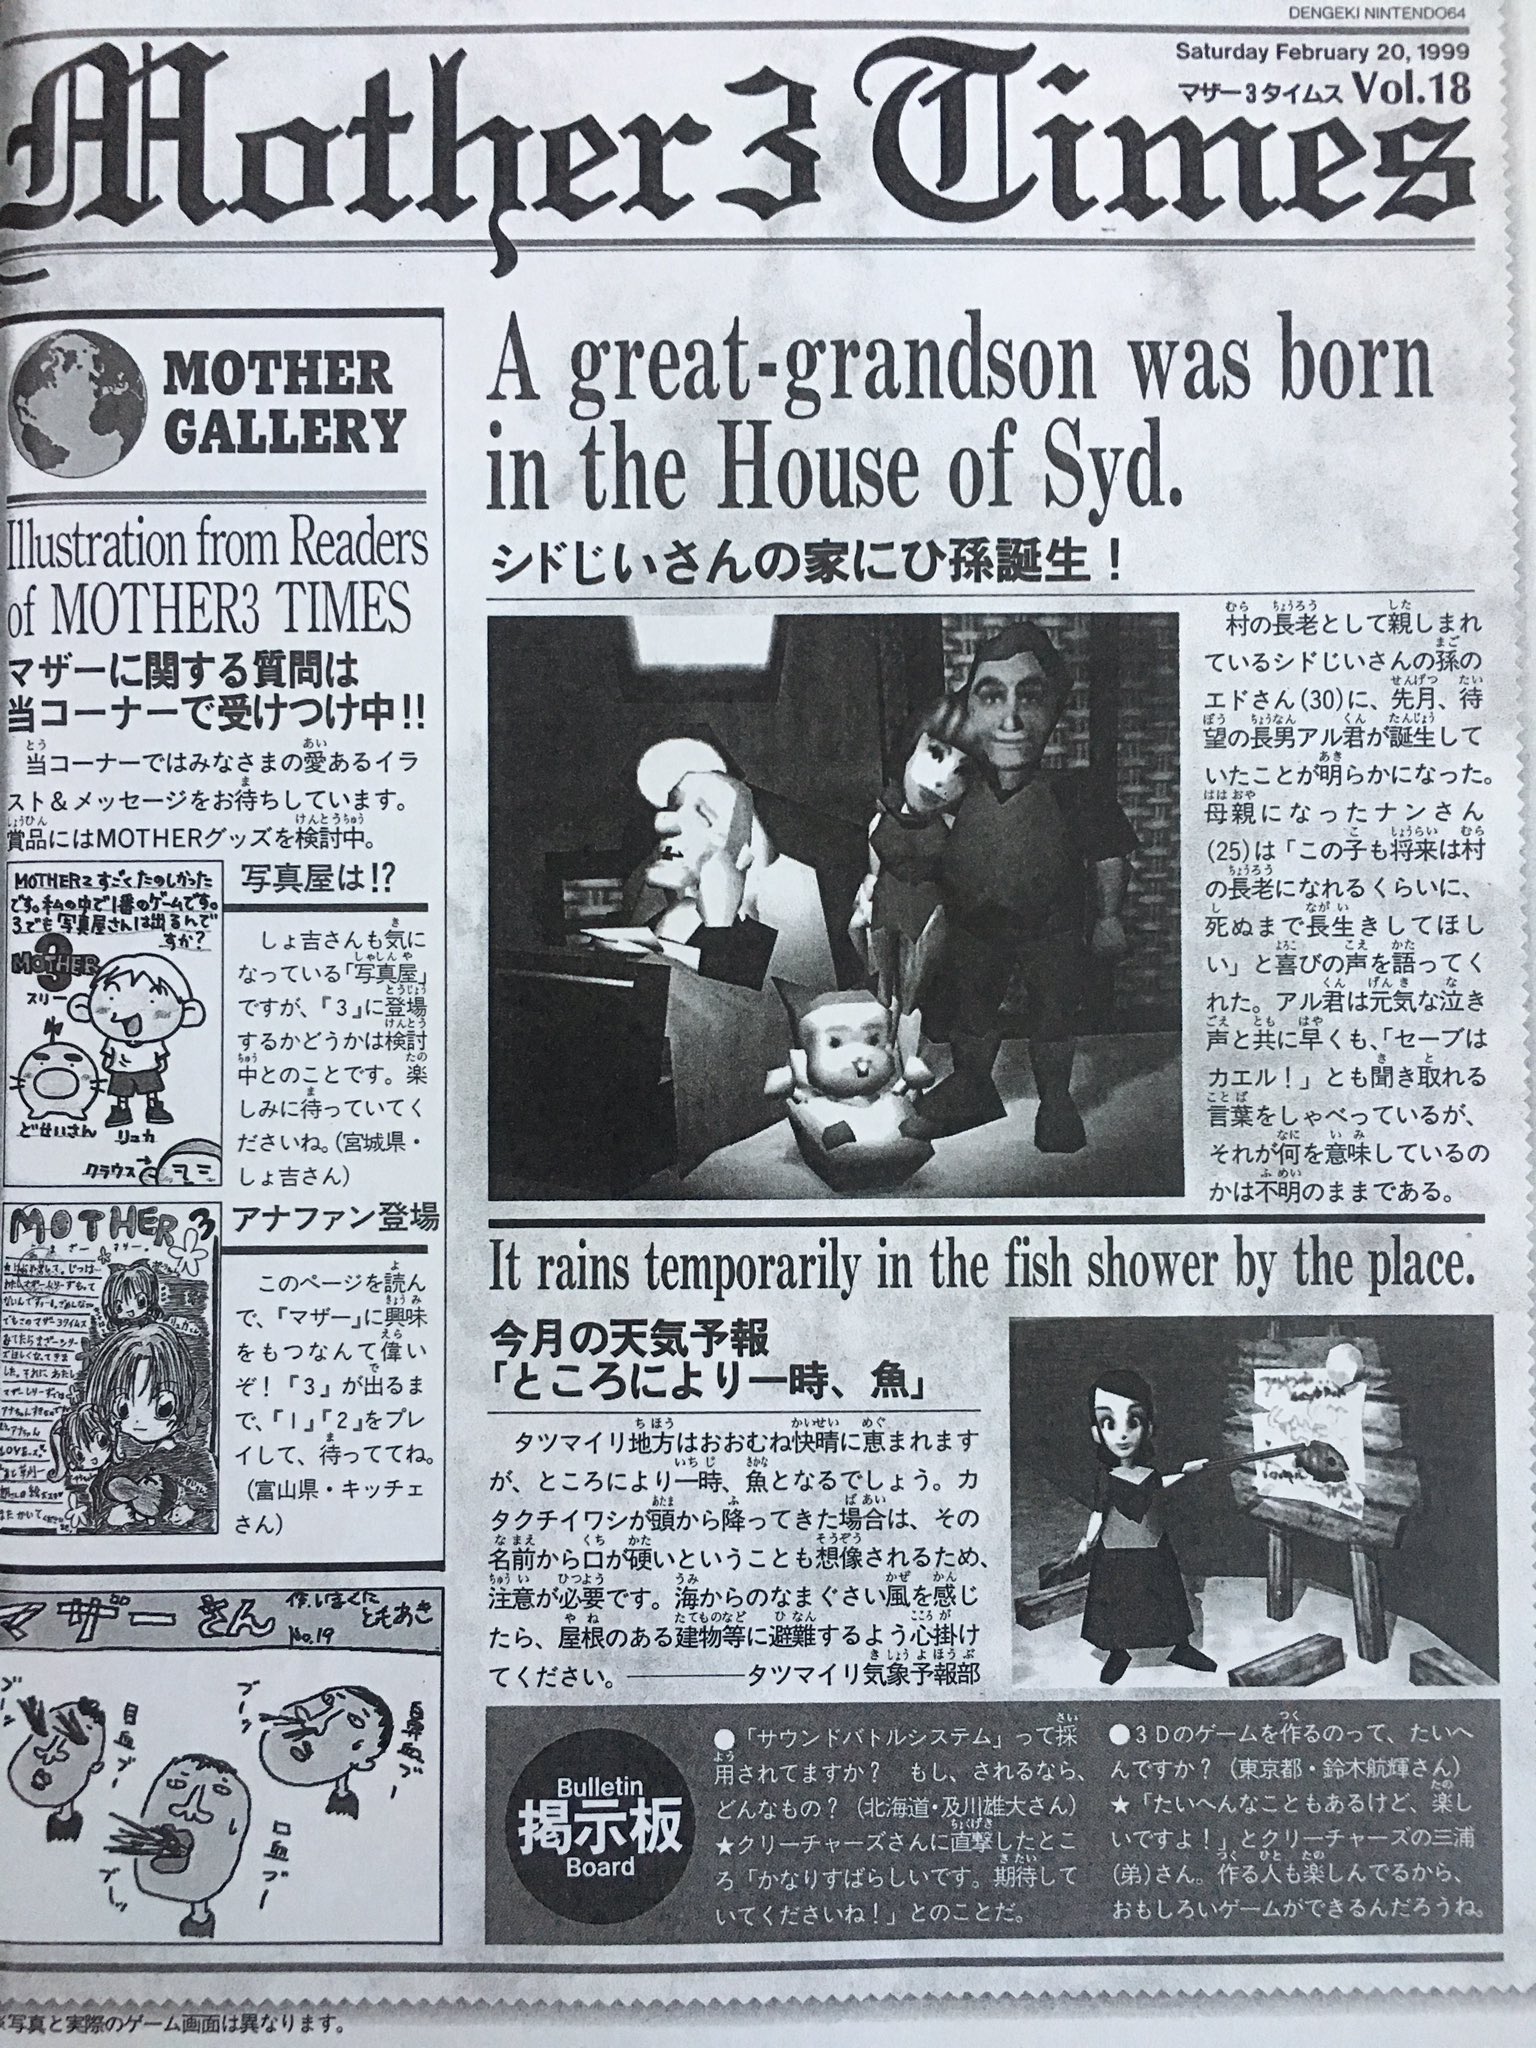 DENGEKI NINTENDO64
Mother 3 Times
Saturday February 20, 1999
マザー3タイムス Vol.18
MOTHER
GALLERY
Illustration from Readers
of MOTHER3 TIMES
マザーに関する質問は
当コーナーで受けつけ中!!
当コーナーではみなさまの愛あるイラ
スト＆メッセージをお待ちしています。
賞品にはMOTHERグッズを検討中。
MOTHER2すごくたのしかった
です。私の中で1番のゲームです。
3でも写真屋さんは出るんで
すか?
MOTHER
3
スリー
どせいさん
リュカ
クラウス→
写真屋は!?
しょ吉さんも気に
なっている「写真屋」
ですが、『3』に登場
するかどうかは検討
中とのことです。楽
しみに待っていてく
ださいね。(宮城県・
しょ吉さん)
MOTHER 3
アナファン登場
このページを読ん
で、『マザー』に興味
をもつなんて偉い
ぞ！『3』が出るま
で、『1』『2』をプレ
イして、待っててね。
(富山県・キッチェ
さん)
マザーさん
No.19
目鼻ブー
ブーッ
口鼻ブー
ブーッ
A great-grandson was born
in the House of Syd.
シドじいさんの家にひ孫誕生！
村の長老として親しまれ
ているシドじいさんの孫の
エドさん(30)に、先月、待
望の長男アル君が誕生して
いたことが明らかになった。
母親になったナンさん
(25)は「この子も将来は村
の長老になれるくらいに、
死ぬまで長生きしてほし
い」と喜びの声を語ってく
れた。アル君は元気な泣き
声と共に早くも、「セーブは
カエル！」とも聞き取れる
言葉をしゃべっているが、
それが何を意味しているの
かは不明のままである。
It rains temporarily in the fish shower by the place.
今月の天気予報
「ところにより一時、魚」
タツマイリ地方はおおむね快晴に恵まれます
が、ところにより一時、魚となるでしょう。カ
タクチイワシが頭から降ってきた場合は、その
名前から口が硬いということも想像されるため、
注意が必要です。海からのなまぐさい風を感じ
たら、屋根のある建物等に避難するよう心掛け
てください。――――タツマイリ気象予報部
Bulletin
掲示板
Board
●「サウンドバトルシステム」って採
用されてますか？　もし、されるなら、
どんなもの？(北海道・及川雄大さん)
★クリーチャーズさんに直撃したとこ
ろ「かなりすばらしいです。期待して
いてくださいね！」とのことだ。
●3Dのゲームを作るのって、たいへ
んですか？(東京都・鈴木航輝さん)
★「たいへんなこともあるけど、楽し
いですよ！」とクリーチャーズの三浦
(弟)さん。作る人も楽しんでるから、
おもしろいゲームができるんだろうね。
※写真と実際のゲーム画面は異なります。